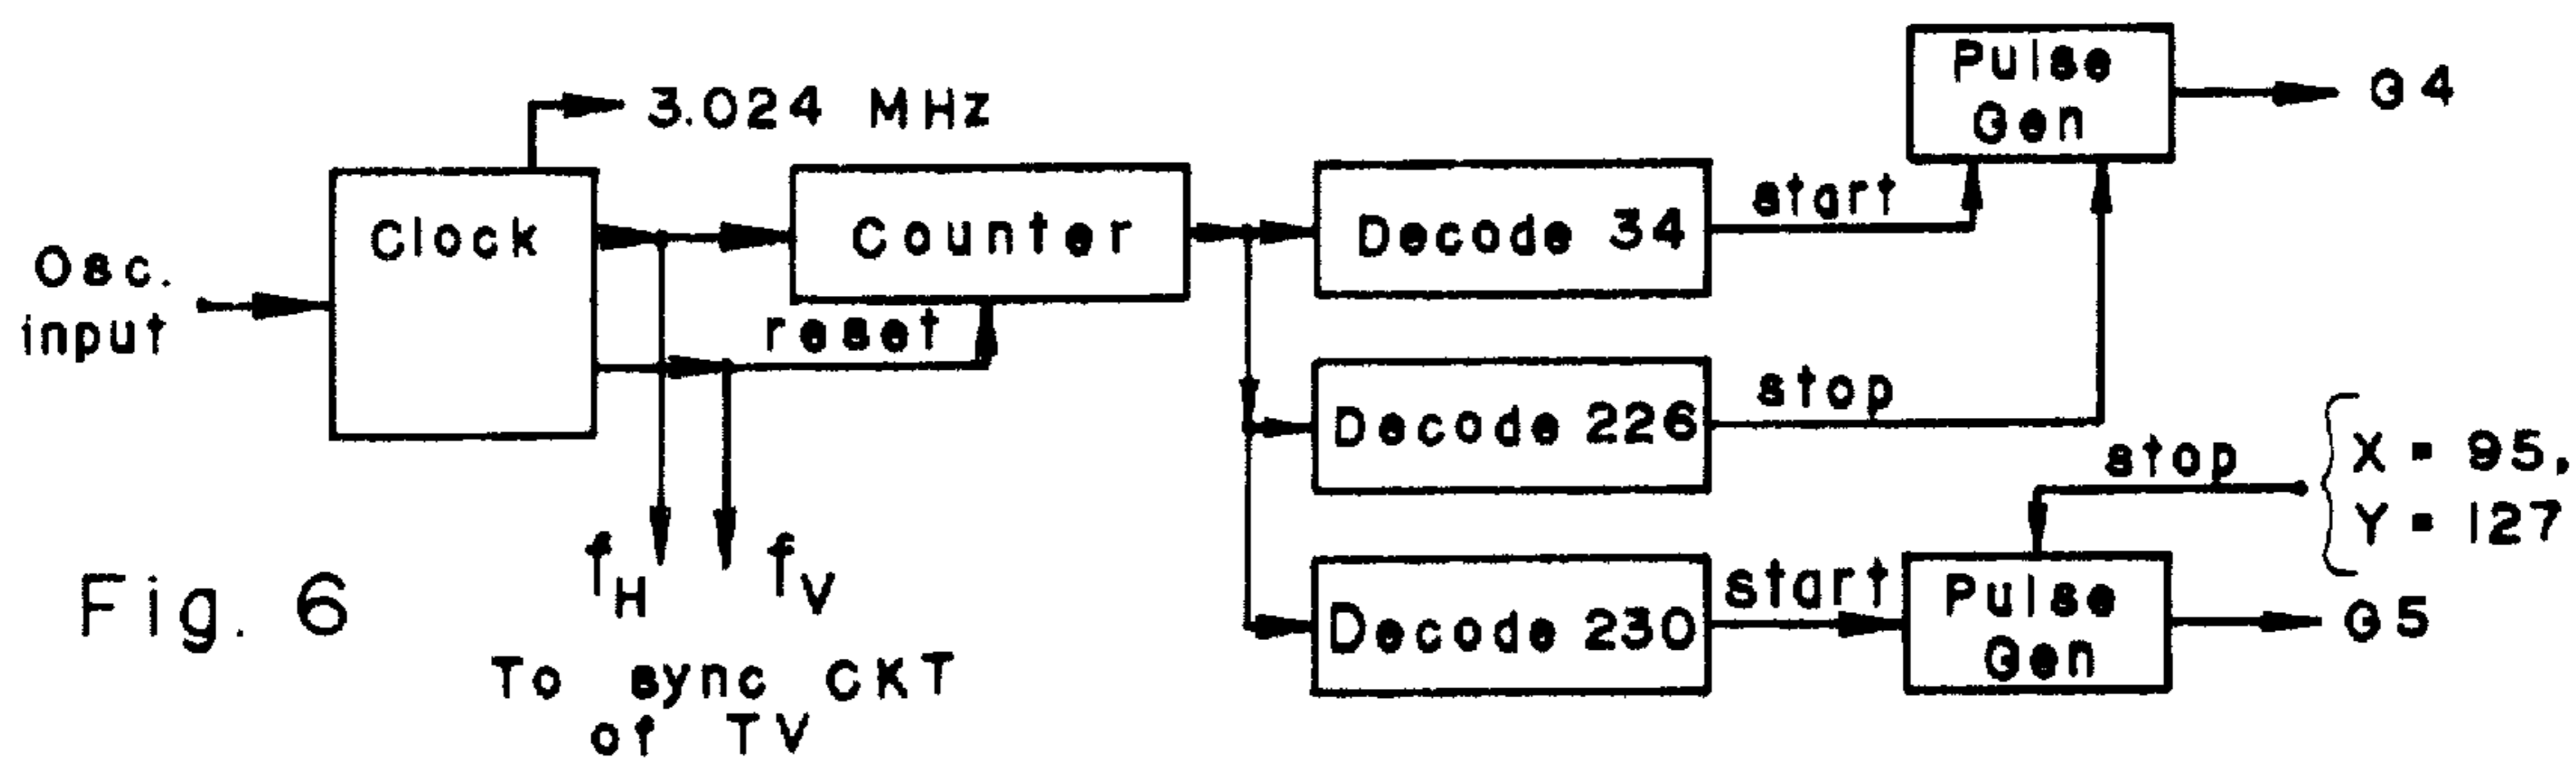 Osc.
input
Clock
3.024 MHz
Counter
reset
fH
fV
To sync CKT
of TV
Decode 34
start
Decode 226
stop
Decode 230
start
Pulse
Gen
G4
stop
X = 95,
Y = 127
Pulse
Gen
G5
Fig. 6